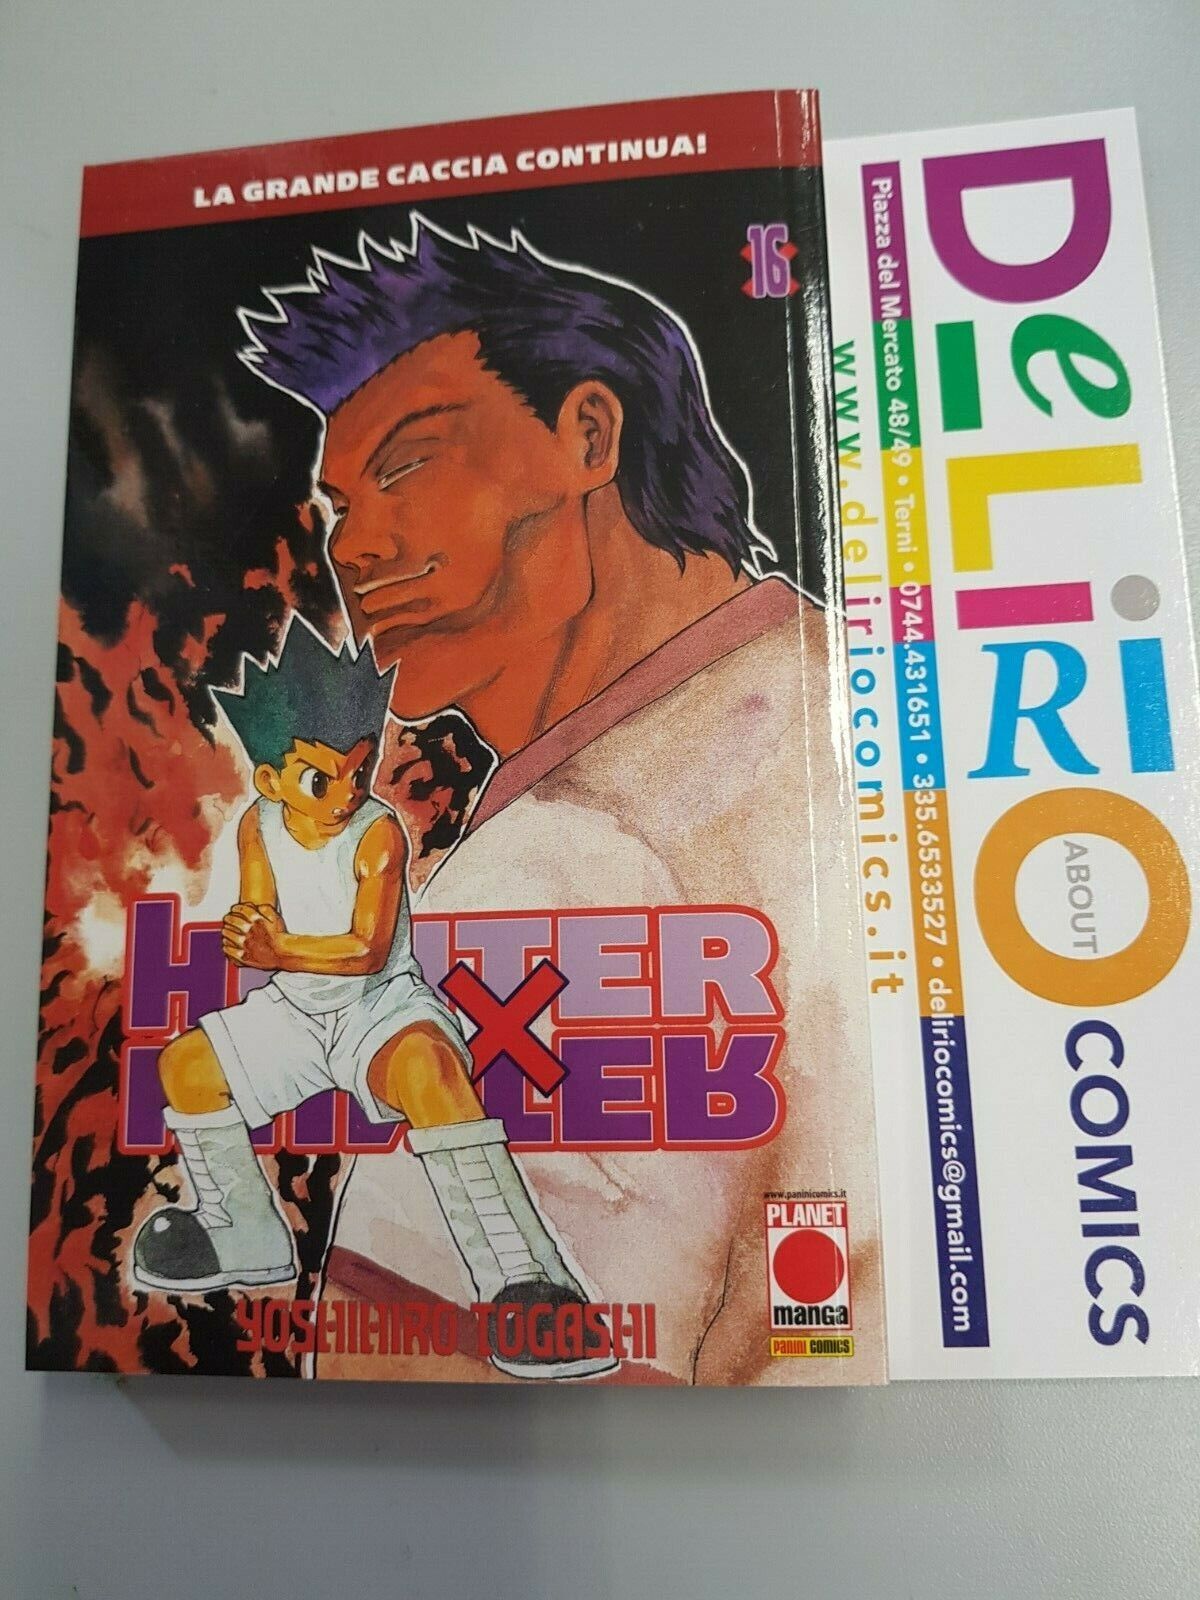 LA GRANDE CACCIA CONTINUA!
16
HUNTER
X
HUNTER
YOSHIHIRO TOGASHI
www.paninicomics.it
PLANET
manga
PANINI COMICS
DeLiRiO
ABOUT
COMICS
Piazza del Mercato 48/49 • Terni • 0744.431651 • 335.6533527 • deliriocomics@gmail.com
www.deliriocomics.it